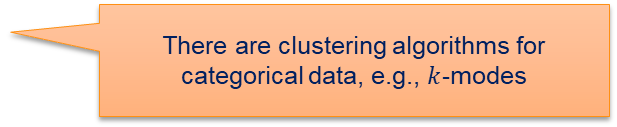 There are clustering algorithms for
categorical data, e.g., 𝑘-modes